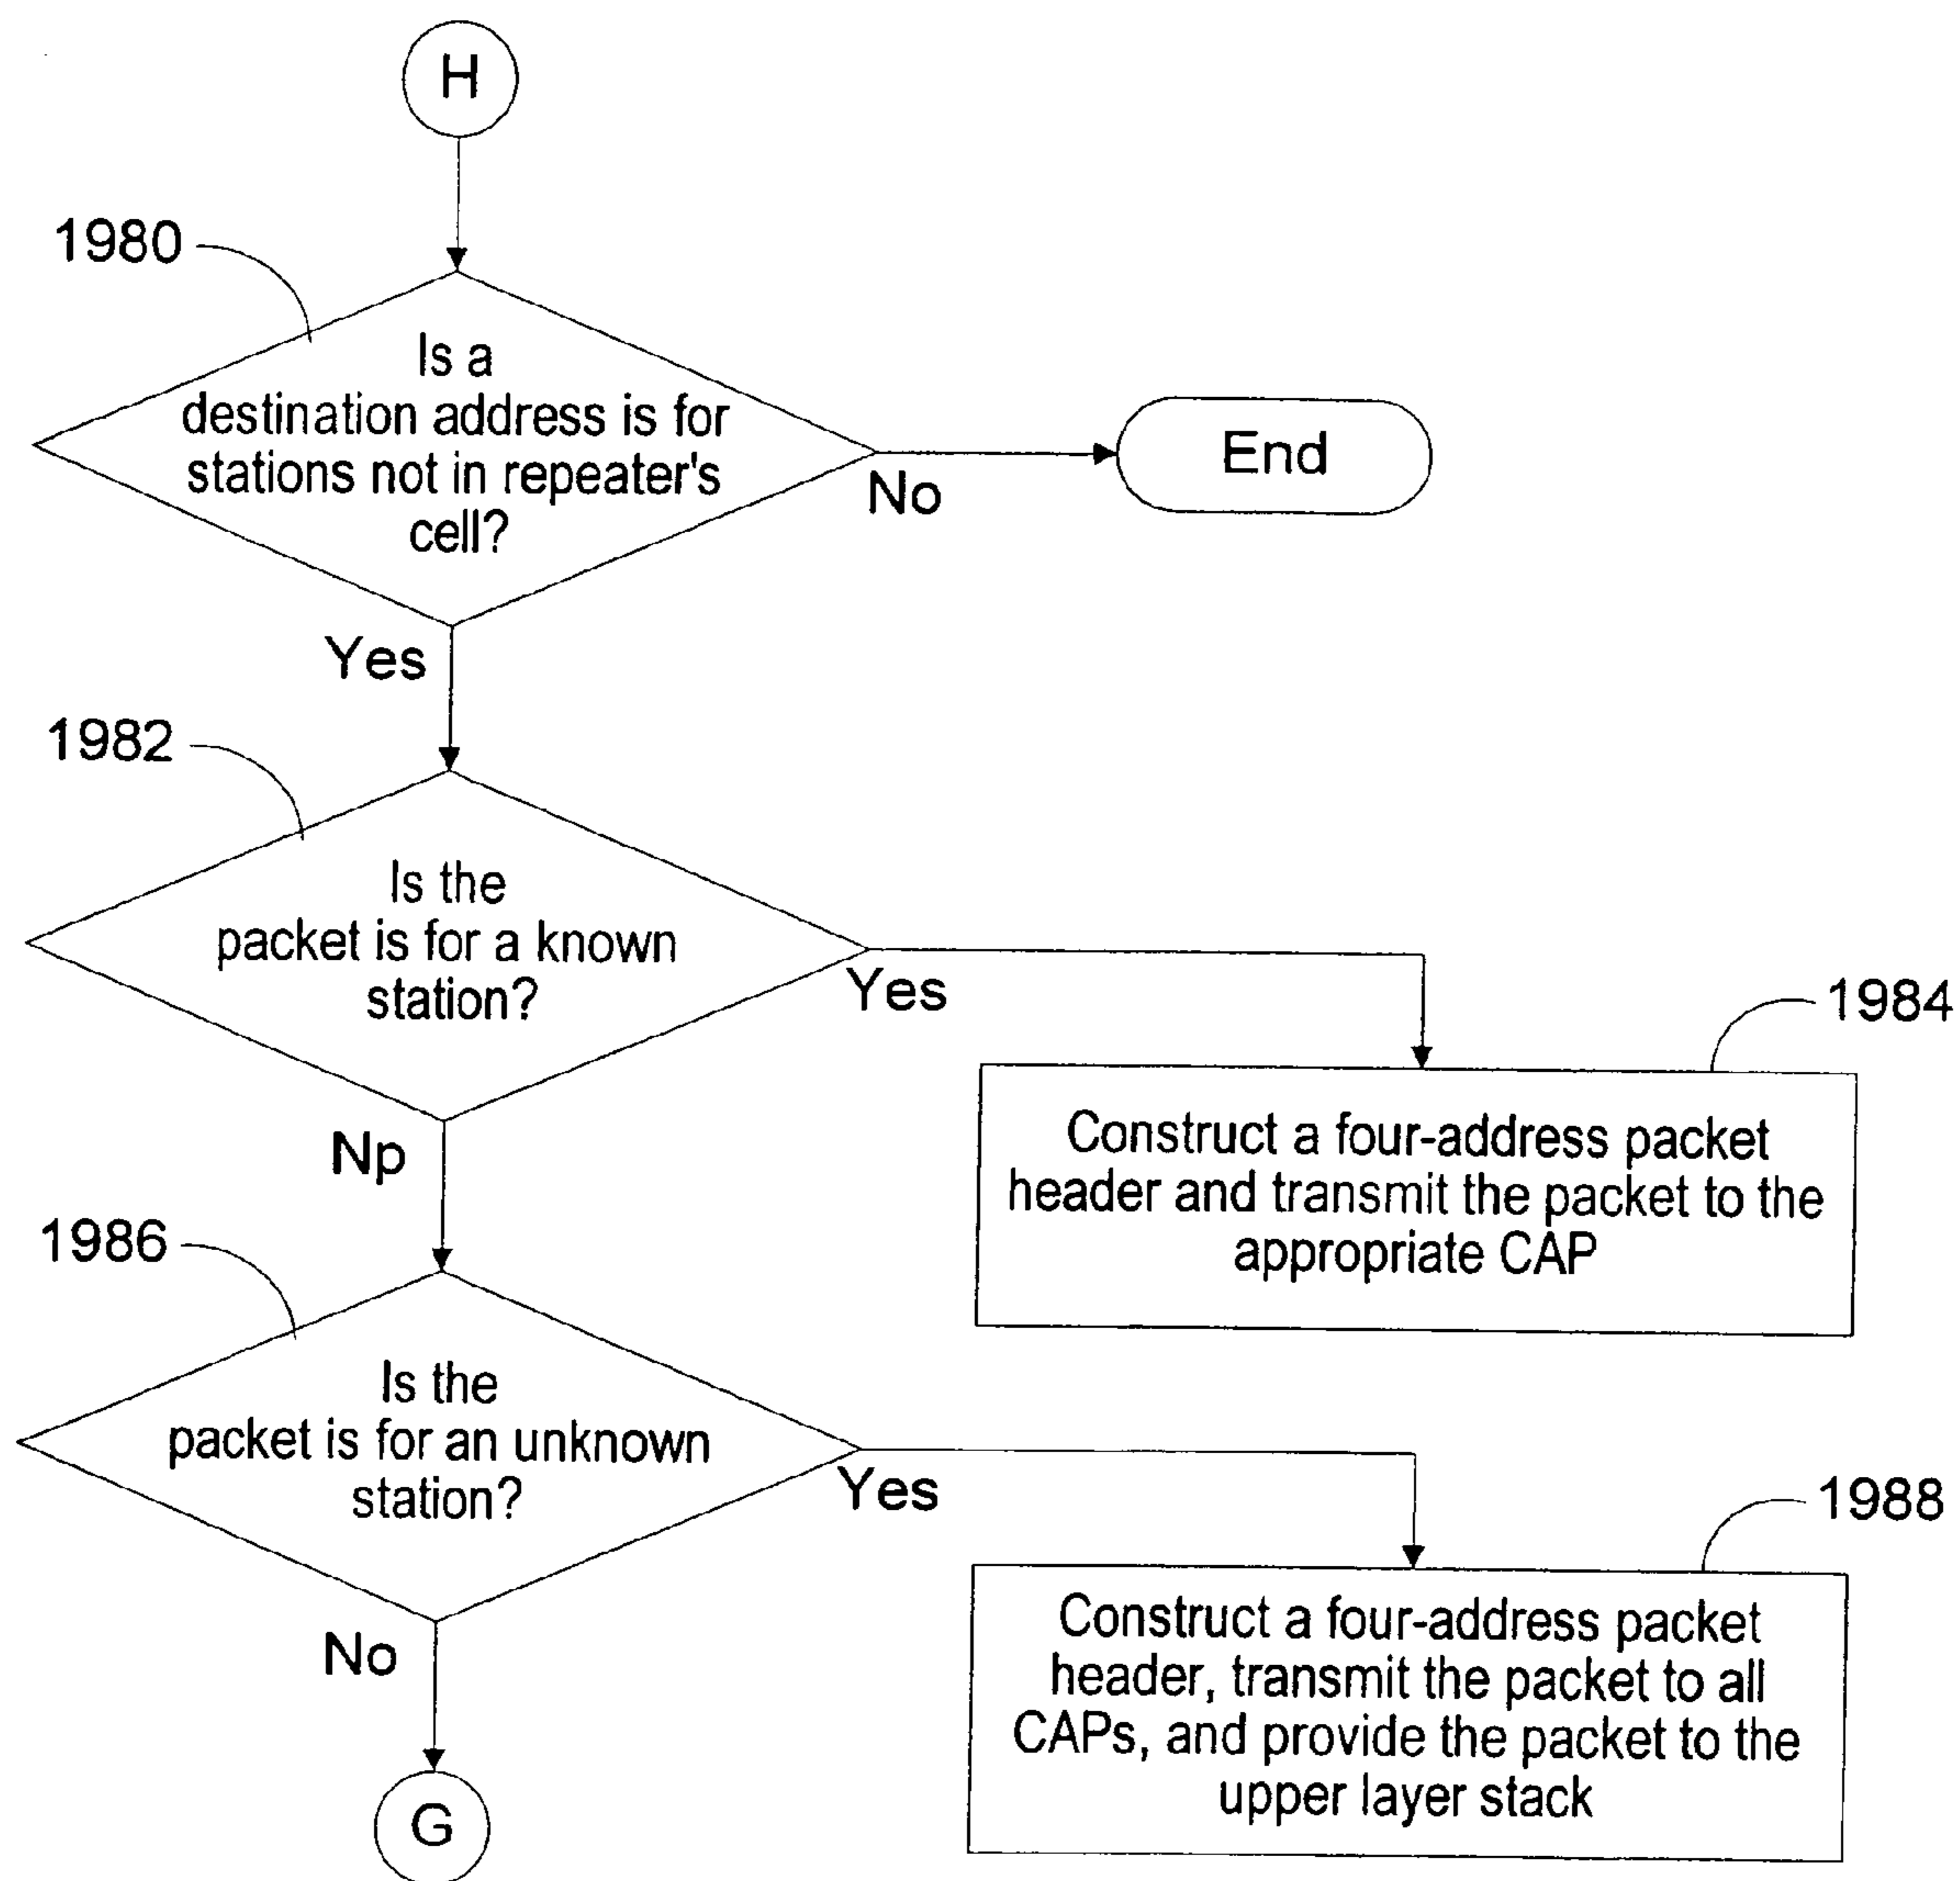 H
1980
Is a
destination address is for
stations not in repeater's
cell?
No
End
Yes
1982
Is the
packet is for a known
station?
Yes
1984
Construct a four-address packet
header and transmit the packet to the
appropriate CAP
Np
1986
Is the
packet is for an unknown
station?
Yes
1988
Construct a four-address packet
header, transmit the packet to all
CAPs, and provide the packet to the
upper layer stack
No
G